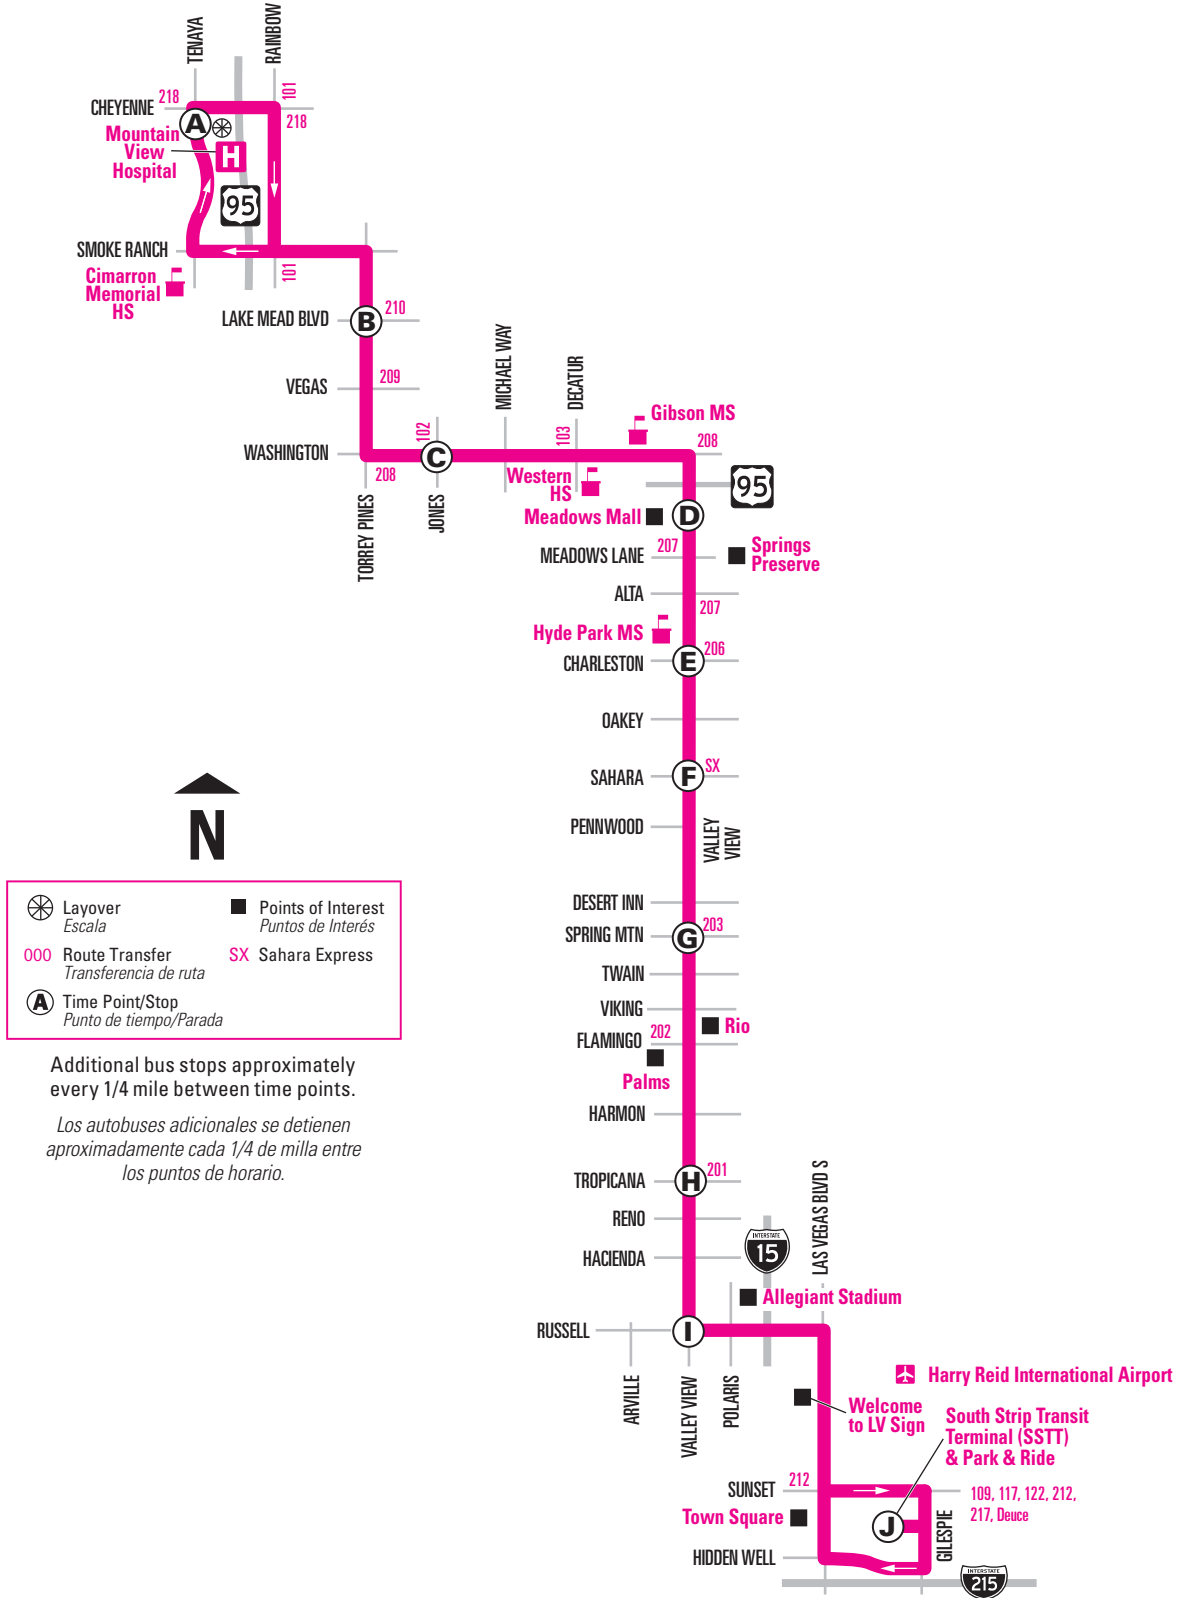 TENAYA
RAINBOW
CHEYENNE
218
101
218
A
Mountain
View
Hospital
H
95
SMOKE RANCH
101
Cimarron
Memorial
HS
LAKE MEAD BLVD
B
210
VEGAS
209
MICHAEL WAY
DECATUR
WASHINGTON
208
102
C
JONES
TORREY PINES
103
Gibson MS
208
Western
HS
95
Meadows Mall
D
MEADOWS LANE
207
Springs
Preserve
ALTA
207
Hyde Park MS
CHARLESTON
E
206
OAKEY
SAHARA
F
SX
PENNWOOD
VALLEY
VIEW
DESERT INN
SPRING MTN
G
203
TWAIN
VIKING
Rio
FLAMINGO
202
Palms
HARMON
TROPICANA
H
201
RENO
HACIENDA
INTERSTATE
15
LAS VEGAS BLVD S
Allegiant Stadium
RUSSELL
I
ARVILLE
VALLEY VIEW
POLARIS
Harry Reid International Airport
Welcome
to LV Sign
South Strip Transit
Terminal (SSTT)
& Park & Ride
SUNSET
212
109, 117, 122, 212,
217, Deuce
Town Square
J
GILESPIE
HIDDEN WELL
INTERSTATE
215
N
Layover
Escala
Points of Interest
Puntos de Interés
000 Route Transfer
Transferencia de ruta
SX Sahara Express
A Time Point/Stop
Punto de tiempo/Parada
Additional bus stops approximately
every 1/4 mile between time points.
Los autobuses adicionales se detienen
aproximadamente cada 1/4 de milla entre
los puntos de horario.